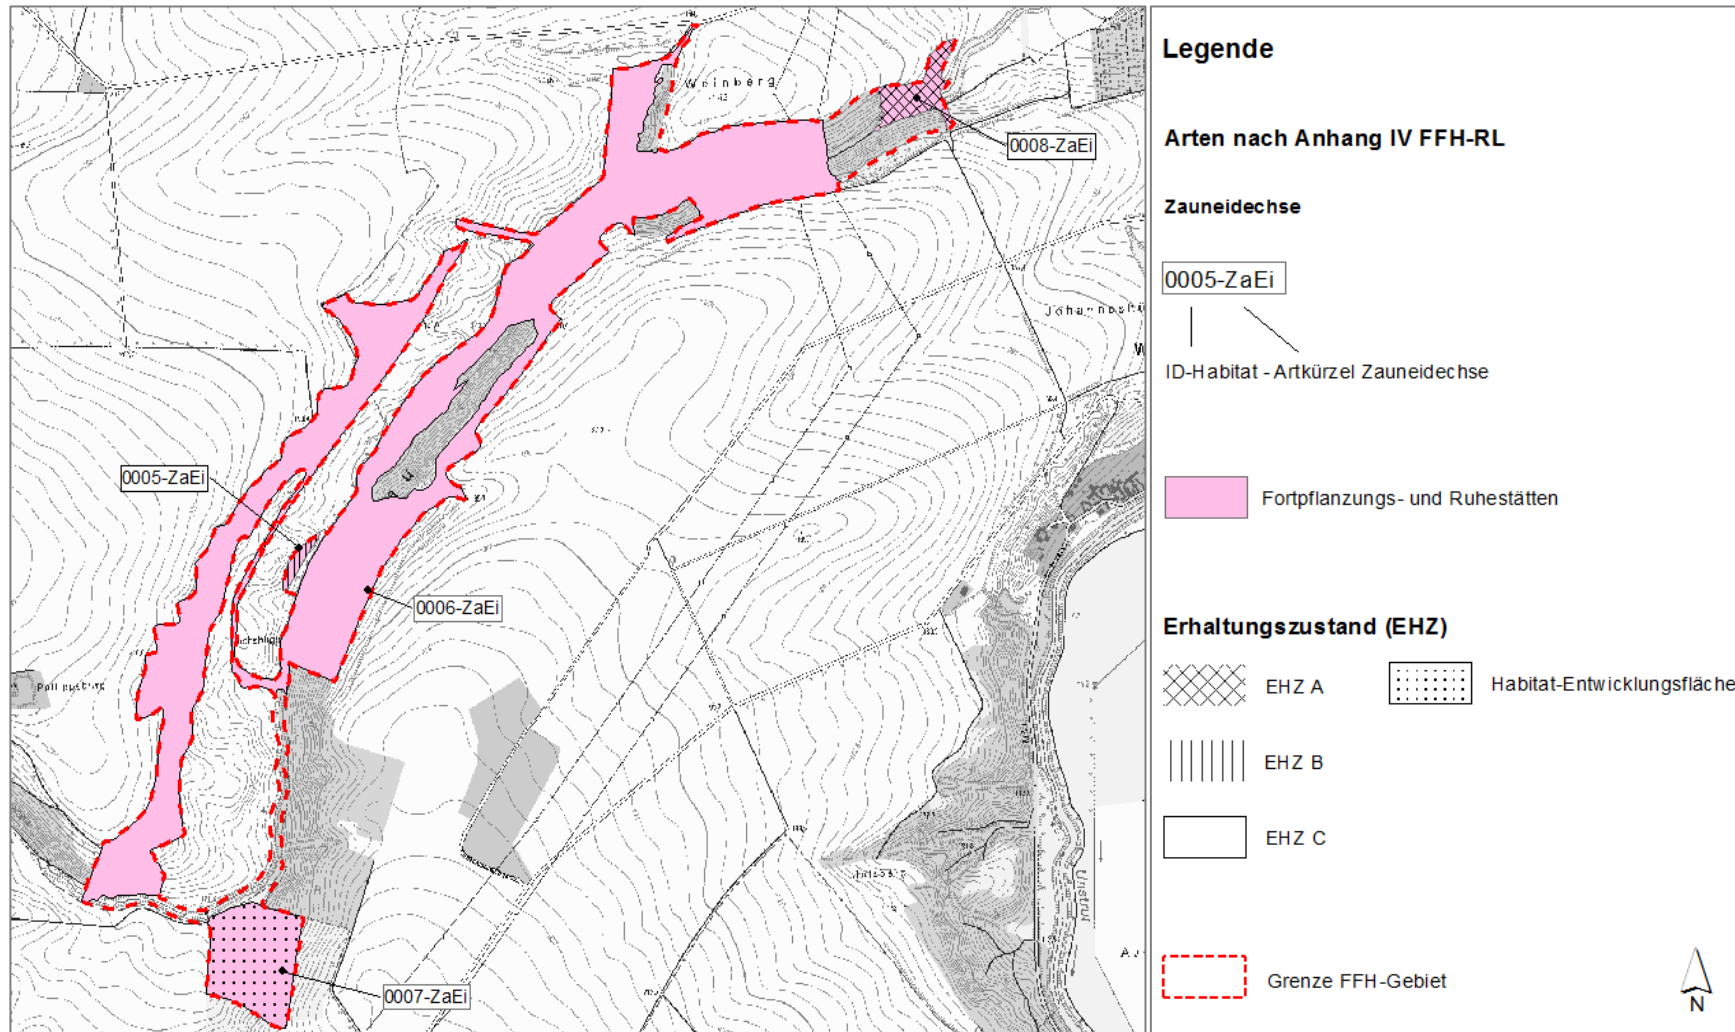 Weinberg
0008-ZaEi
0005-ZaEi
0006-ZaEi
0007-ZaEi
Unstrut
Legende
Arten nach Anhang IV FFH-RL
Zauneidechse
0005-ZaEi
ID-Habitat - Artkürzel Zauneidechse
Fortpflanzungs- und Ruhestätten
Erhaltungszustand (EHZ)
EHZ A
Habitat-Entwicklungsfläche
EHZ B
EHZ C
Grenze FFH-Gebiet
N